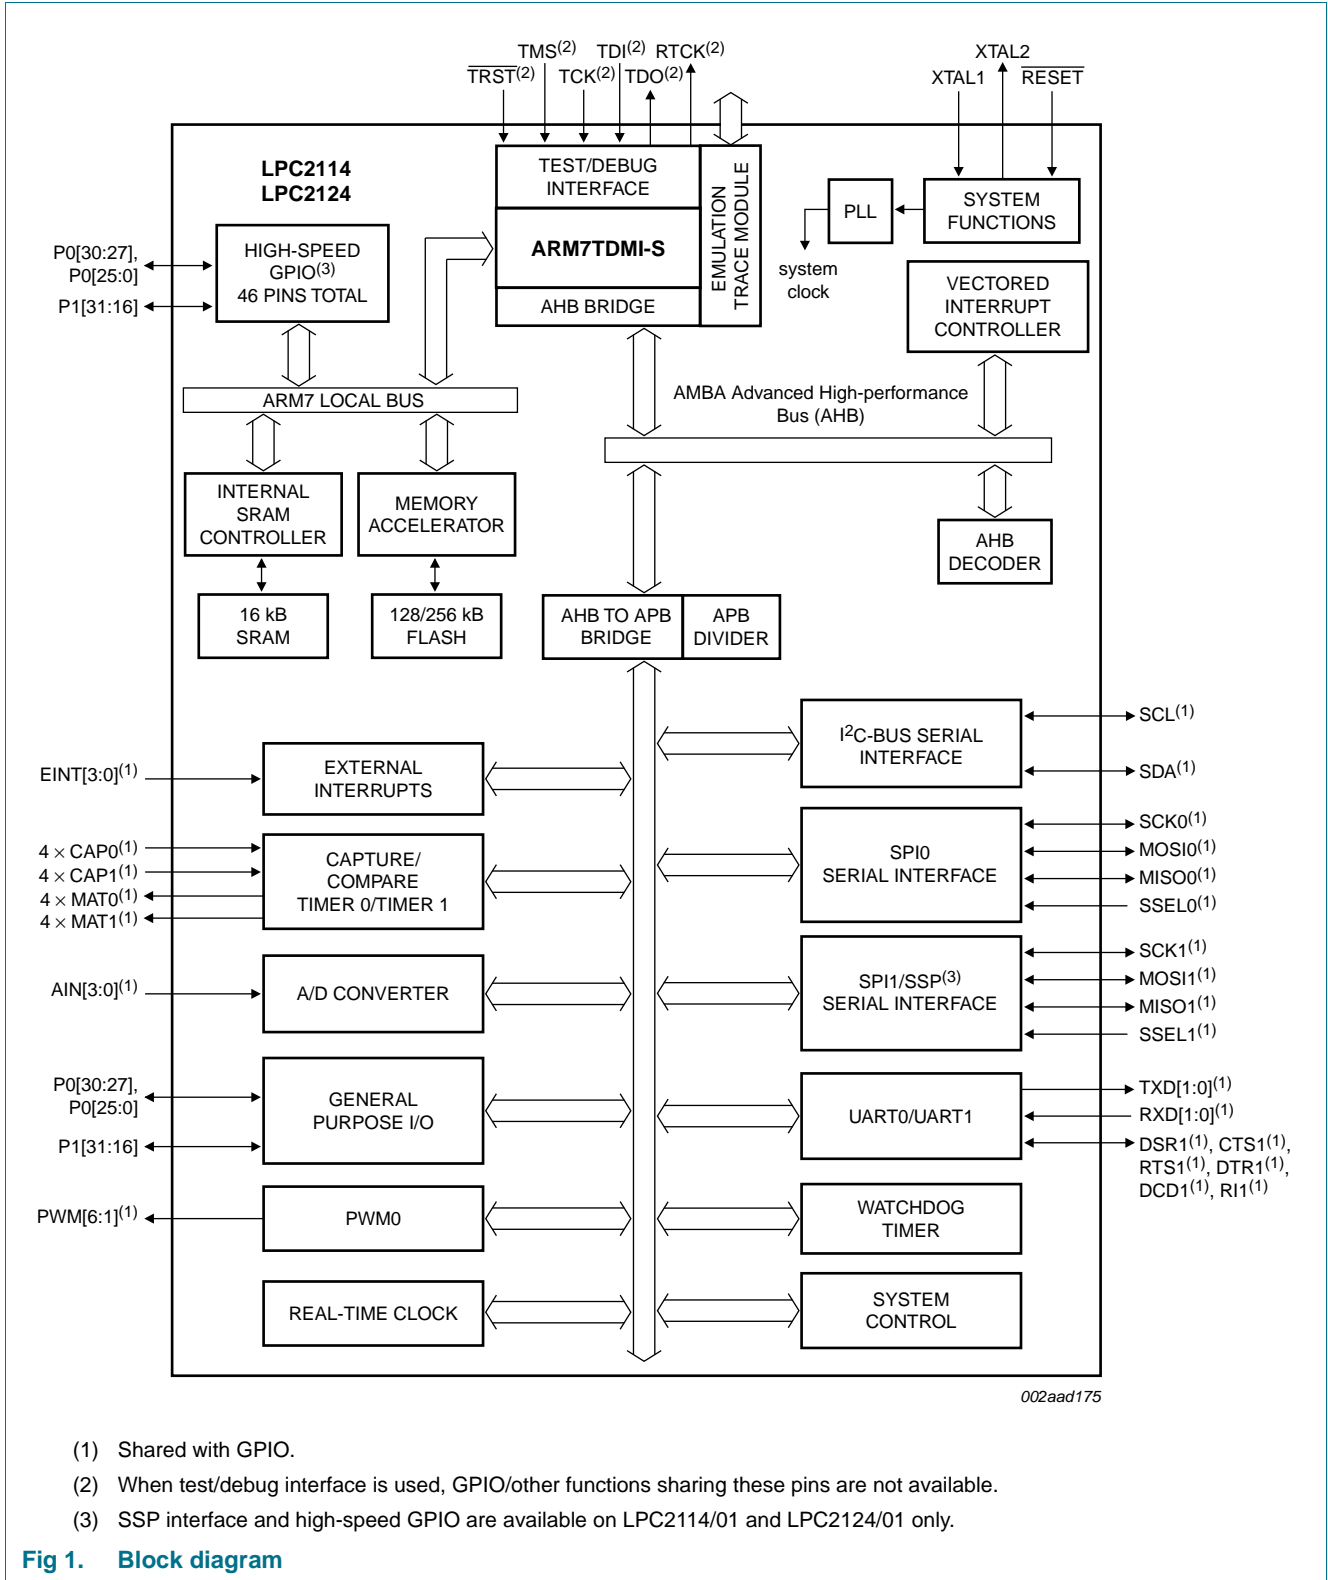 TMS(2) TDI(2) RTCK(2)
TRST(2) TCK(2) TDO(2)
XTAL2
XTAL1 RESET
LPC2114
LPC2124
TEST/DEBUG
INTERFACE
ARM7TDMI-S
AHB BRIDGE
EMULATION
TRACE MODULE
PLL
SYSTEM
FUNCTIONS
system
clock
P0[30:27],
P0[25:0]
P1[31:16]
HIGH-SPEED
GPIO(3)
46 PINS TOTAL
VECTORED
INTERRUPT
CONTROLLER
ARM7 LOCAL BUS
AMBA Advanced High-performance
Bus (AHB)
INTERNAL
SRAM
CONTROLLER
MEMORY
ACCELERATOR
AHB
DECODER
16 kB
SRAM
128/256 kB
FLASH
AHB TO APB
BRIDGE
APB
DIVIDER
EINT[3:0](1)
EXTERNAL
INTERRUPTS
I2C-BUS SERIAL
INTERFACE
SCL(1)
SDA(1)
4 × CAP0(1)
4 × CAP1(1)
4 × MAT0(1)
4 × MAT1(1)
CAPTURE/
COMPARE
TIMER 0/TIMER 1
SPI0
SERIAL INTERFACE
SCK0(1)
MOSI0(1)
MISO0(1)
SSEL0(1)
AIN[3:0](1)
A/D CONVERTER
SPI1/SSP(3)
SERIAL INTERFACE
SCK1(1)
MOSI1(1)
MISO1(1)
SSEL1(1)
P0[30:27],
P0[25:0]
P1[31:16]
GENERAL
PURPOSE I/O
UART0/UART1
TXD[1:0](1)
RXD[1:0](1)
DSR1(1), CTS1(1),
RTS1(1), DTR1(1),
DCD1(1), RI1(1)
PWM[6:1](1)
PWM0
WATCHDOG
TIMER
REAL-TIME CLOCK
SYSTEM
CONTROL
002aad175
(1) Shared with GPIO.
(2) When test/debug interface is used, GPIO/other functions sharing these pins are not available.
(3) SSP interface and high-speed GPIO are available on LPC2114/01 and LPC2124/01 only.
Fig 1. Block diagram